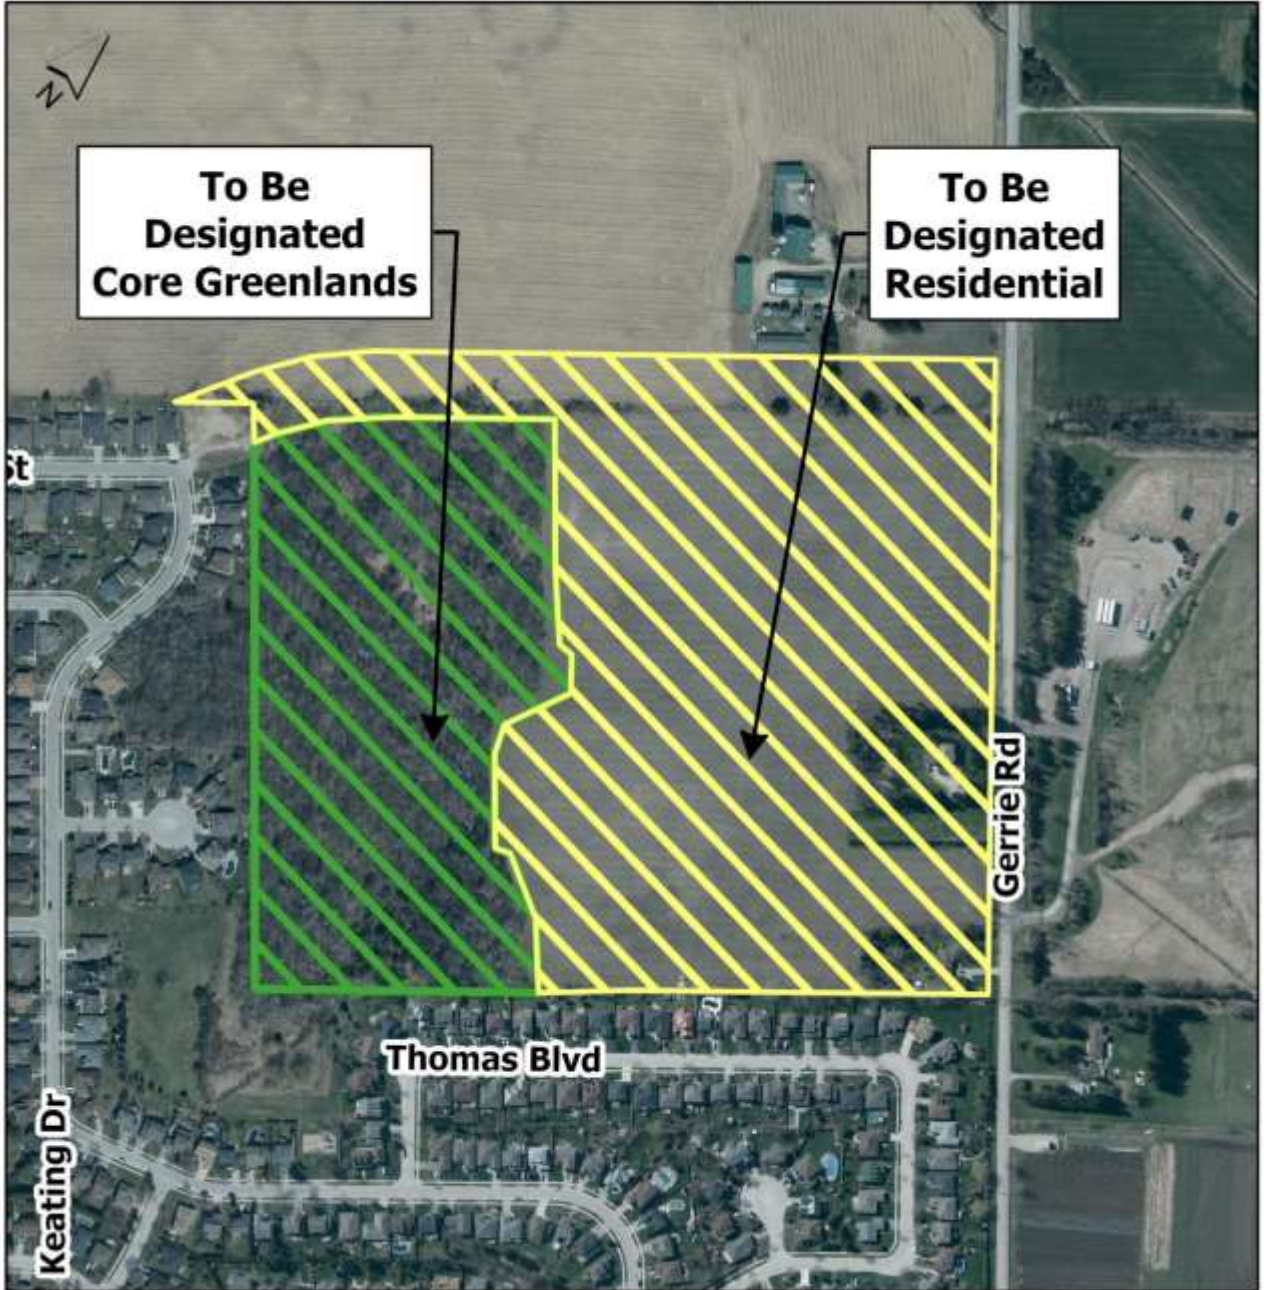 N
To Be
Designated
Core Greenlands
To Be
Designated
Residential
St
Gerrie Rd
Thomas Blvd
Keating Dr